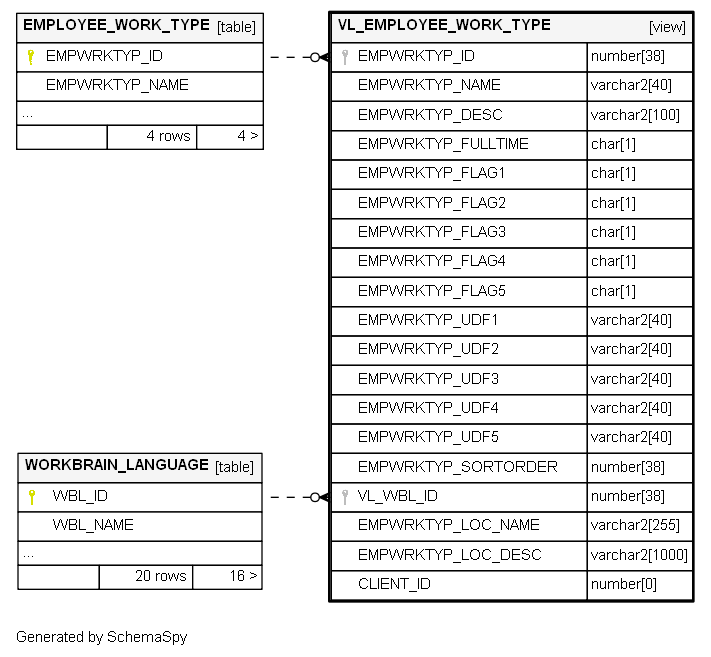 EMPLOYEE_WORK_TYPE [table]
EMPWRKTYP_ID
EMPWRKTYP_NAME
...
4 rows 4 >
VL_EMPLOYEE_WORK_TYPE [view]
EMPWRKTYP_ID number[38]
EMPWRKTYP_NAME varchar2[40]
EMPWRKTYP_DESC varchar2[100]
EMPWRKTYP_FULLTIME char[1]
EMPWRKTYP_FLAG1 char[1]
EMPWRKTYP_FLAG2 char[1]
EMPWRKTYP_FLAG3 char[1]
EMPWRKTYP_FLAG4 char[1]
EMPWRKTYP_FLAG5 char[1]
EMPWRKTYP_UDF1 varchar2[40]
EMPWRKTYP_UDF2 varchar2[40]
EMPWRKTYP_UDF3 varchar2[40]
EMPWRKTYP_UDF4 varchar2[40]
EMPWRKTYP_UDF5 varchar2[40]
EMPWRKTYP_SORTORDER number[38]
VL_WBL_ID number[38]
EMPWRKTYP_LOC_NAME varchar2[255]
EMPWRKTYP_LOC_DESC varchar2[1000]
CLIENT_ID number[0]
WORKBRAIN_LANGUAGE [table]
WBL_ID
WBL_NAME
...
20 rows 16 >
Generated by SchemaSpy